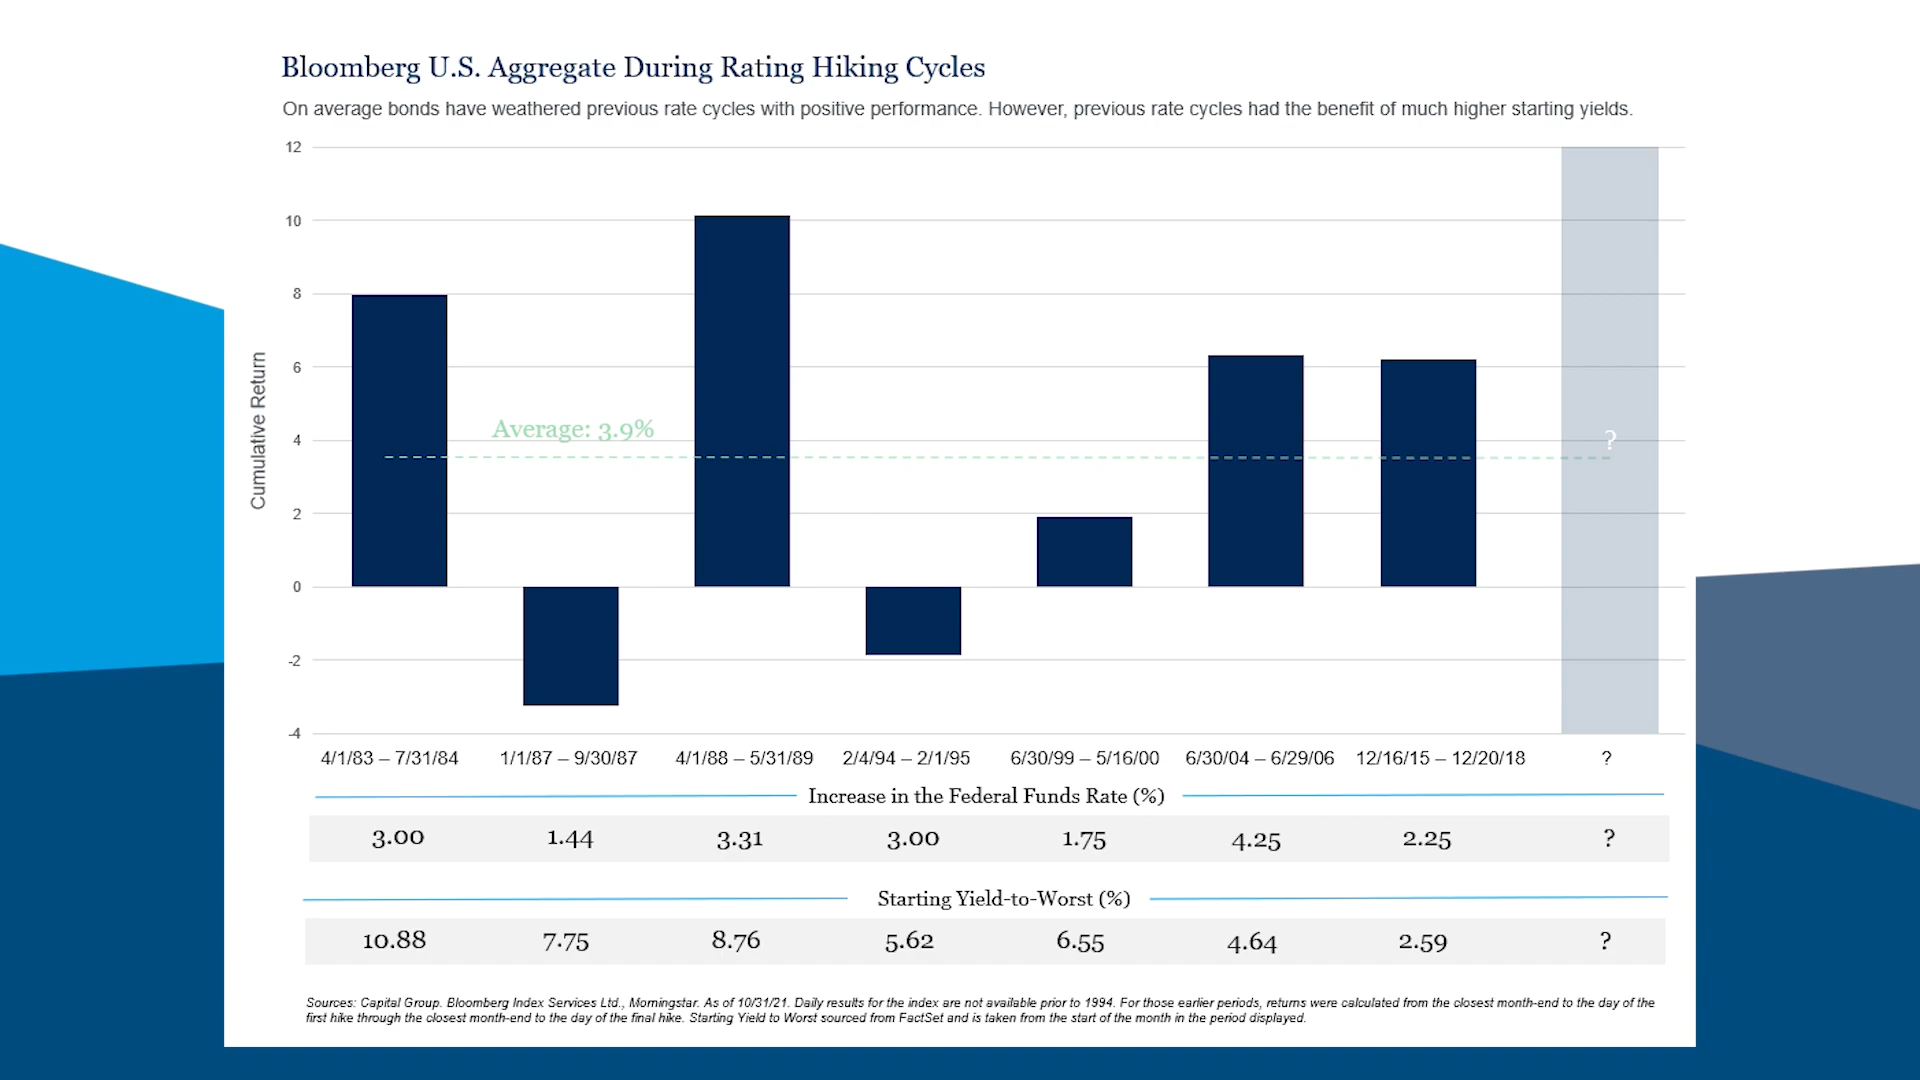 Bloomberg U.S. Aggregate During Rating Hiking Cycles
On average bonds have weathered previous rate cycles with positive performance. However, previous rate cycles had the benefit of much higher starting yields.
12
10
8
6
4
2
0
-2
-4
Cumulative Return
Average: 3.9%
?
4/1/83 – 7/31/84 1/1/87 – 9/30/87 4/1/88 – 5/31/89 2/4/94 – 2/1/95 6/30/99 – 5/16/00 6/30/04 – 6/29/06 12/16/15 – 12/20/18 ?
Increase in the Federal Funds Rate (%)
3.00 1.44 3.31 3.00 1.75 4.25 2.25 ?
Starting Yield-to-Worst (%)
10.88 7.75 8.76 5.62 6.55 4.64 2.59 ?
Sources: Capital Group. Bloomberg Index Services Ltd., Morningstar. As of 10/31/21. Daily results for the index are not available prior to 1994. For those earlier periods, returns were calculated from the closest month-end to the day of the
first hike through the closest month-end to the day of the final hike. Starting Yield to Worst sourced from FactSet and is taken from the start of the month in the period displayed.